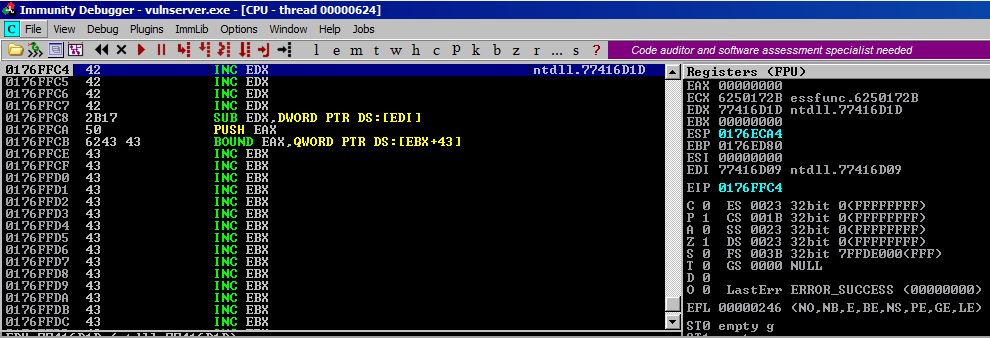 Immunity Debugger - vulnserver.exe - [CPU - thread 00000624]
C File View Debug Plugins ImmLib Options Window Help Jobs
l e m t w h c p k b z r ... s ? Code auditor and software assessment specialist needed
0176FFC4 42 INC EDX ntdll.77416D1D
0176FFC5 42 INC EDX
0176FFC6 42 INC EDX
0176FFC7 42 INC EDX
0176FFC8 2B17 SUB EDX,DWORD PTR DS:[EDI]
0176FFCA 50 PUSH EAX
0176FFCB 6243 43 BOUND EAX,QWORD PTR DS:[EBX+43]
0176FFCE 43 INC EBX
0176FFCF 43 INC EBX
0176FFD0 43 INC EBX
0176FFD1 43 INC EBX
0176FFD2 43 INC EBX
0176FFD3 43 INC EBX
0176FFD4 43 INC EBX
0176FFD5 43 INC EBX
0176FFD6 43 INC EBX
0176FFD7 43 INC EBX
0176FFD8 43 INC EBX
0176FFD9 43 INC EBX
0176FFDA 43 INC EBX
0176FFDB 43 INC EBX
0176FFDC 43 INC EBX
Registers (FPU)
EAX 00000000
ECX 6250172B essfunc.6250172B
EDX 77416D1D ntdll.77416D1D
EBX 00000000
ESP 0176ECA4
EBP 0176ED80
ESI 00000000
EDI 77416D09 ntdll.77416D09
EIP 0176FFC4
C 0 ES 0023 32bit 0(FFFFFFFF)
P 1 CS 001B 32bit 0(FFFFFFFF)
A 0 SS 0023 32bit 0(FFFFFFFF)
Z 1 DS 0023 32bit 0(FFFFFFFF)
S 0 FS 003B 32bit 7FFDE000(FFF)
T 0 GS 0000 NULL
D 0
O 0 LastErr ERROR_SUCCESS (00000000)
EFL 00000246 (NO,NB,E,BE,NS,PE,GE,LE)
ST0 empty g